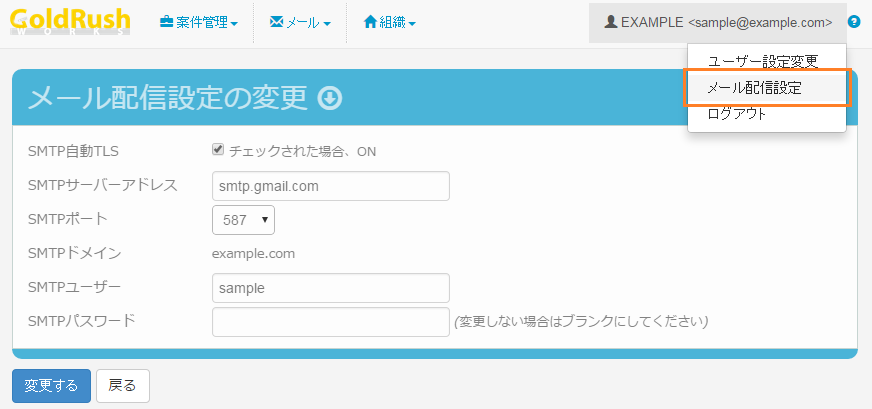 GoldRush
WORKS
案件管理
メール
組織
EXAMPLE <sample@example.com>
ユーザー設定変更
メール配信設定
ログアウト
メール配信設定の変更
SMTP自動TLS
チェックされた場合、ON
SMTPサーバーアドレス
smtp.gmail.com
SMTPポート
587
SMTPドメイン
example.com
SMTPユーザー
sample
SMTPパスワード
(変更しない場合はブランクにしてください)
変更する
戻る